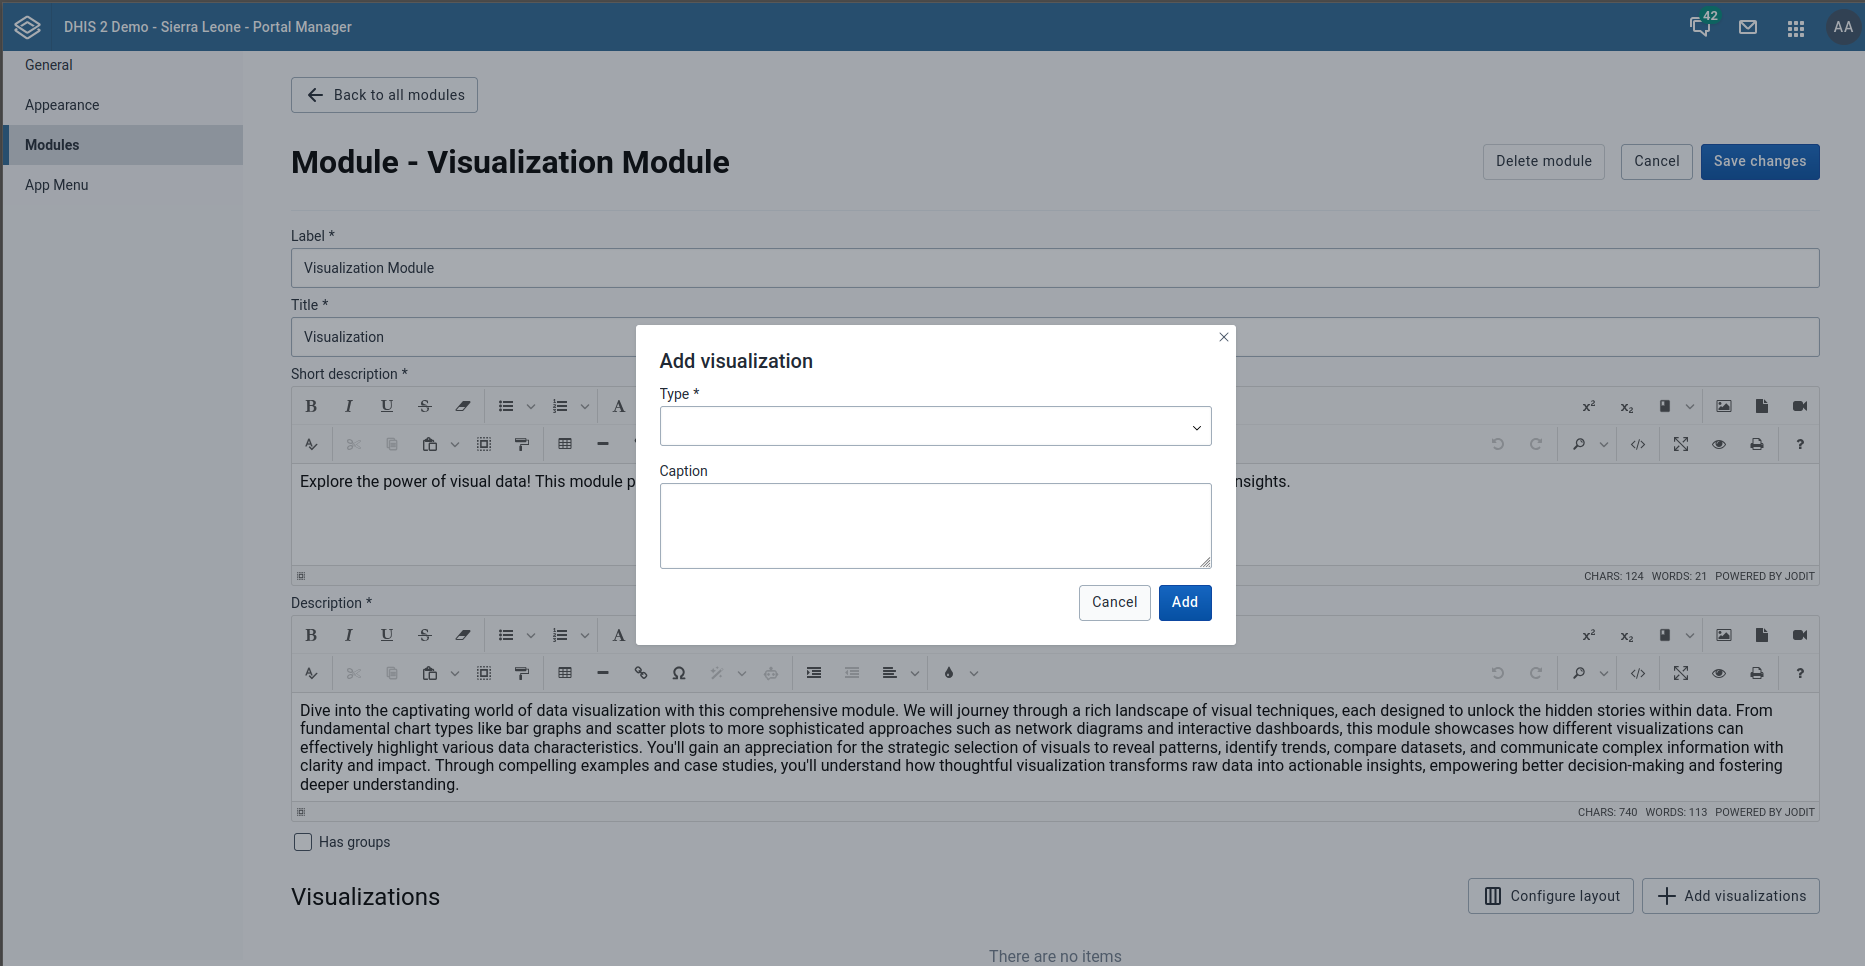 DHIS 2 Demo - Sierra Leone - Portal Manager
42
AA
General
Appearance
Modules
App Menu
Back to all modules
Module - Visualization Module
Delete module
Cancel
Save changes
Label *
Visualization Module
Title *
Visualization
Short description *
B I U S A x² x₂ </> ?
Explore the power of visual data! This module p
nsights.
CHARS: 124 WORDS: 21 POWERED BY JODIT
Add visualization
Type *
Caption
Cancel
Add
Description *
B I U S A x² x₂
Ω </> ?
Dive into the captivating world of data visualization with this comprehensive module. We will journey through a rich landscape of visual techniques, each designed to unlock the hidden stories within data. From
fundamental chart types like bar graphs and scatter plots to more sophisticated approaches such as network diagrams and interactive dashboards, this module showcases how different visualizations can
effectively highlight various data characteristics. You'll gain an appreciation for the strategic selection of visuals to reveal patterns, identify trends, compare datasets, and communicate complex information with
clarity and impact. Through compelling examples and case studies, you'll understand how thoughtful visualization transforms raw data into actionable insights, empowering better decision-making and fostering
deeper understanding.
CHARS: 740 WORDS: 113 POWERED BY JODIT
Has groups
Visualizations
Configure layout
Add visualizations
There are no items